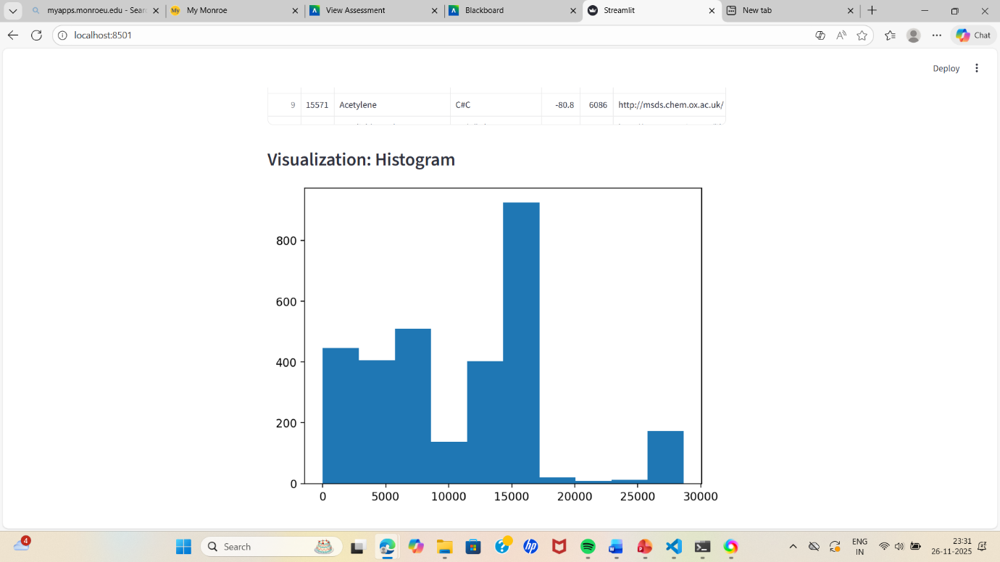 myapps.monroeu.edu - Searc
My Monroe
View Assessment
Blackboard
Streamlit
New tab
localhost:8501
Chat
Deploy
9 15571 Acetylene C#C -80.8 6086 http://msds.chem.ox.ac.uk/
Visualization: Histogram
800
600
400
200
0
0 5000 10000 15000 20000 25000 30000
4
Search
ENG
IN
23:31
26-11-2025